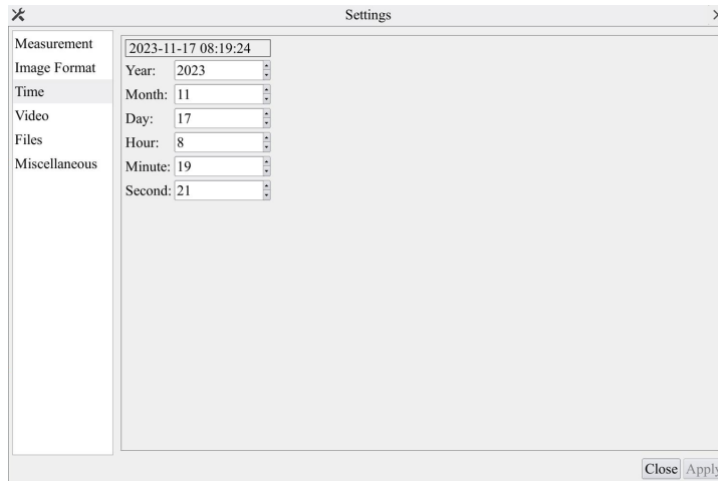 Settings
Measurement
Image Format
Time
Video
Files
Miscellaneous
2023-11-17 08:19:24
Year: 2023
Month: 11
Day: 17
Hour: 8
Minute: 19
Second: 21
Close Apply